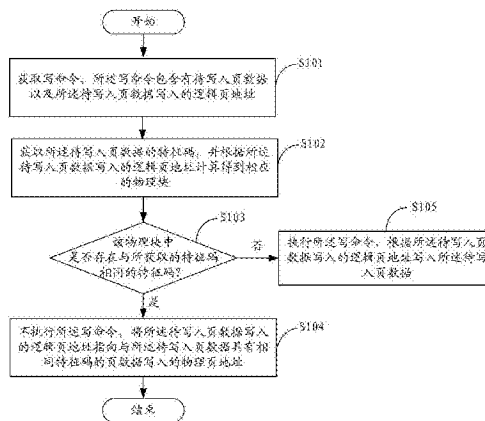 开始
S101
获取写命令，所述写命令包含有待写入页数据
以及所述待写入页数据写入的逻辑页地址
S102
获取所述待写入页数据的特征码，并根据所述
待写入页数据写入的逻辑页地址计算得到相应
的物理块
S103
该物理块中
是否存在与所获取的特征码
相同的特征码？
否
S105
执行所述写命令，根据所述待写入页
数据写入的逻辑页地址写入所述待写
入页数据
是
S104
不执行所述写命令，将所述待写入页数据写入
的逻辑页地址指向与所述待写入页数据具有相
同特征码的页数据写入的物理页地址
结束